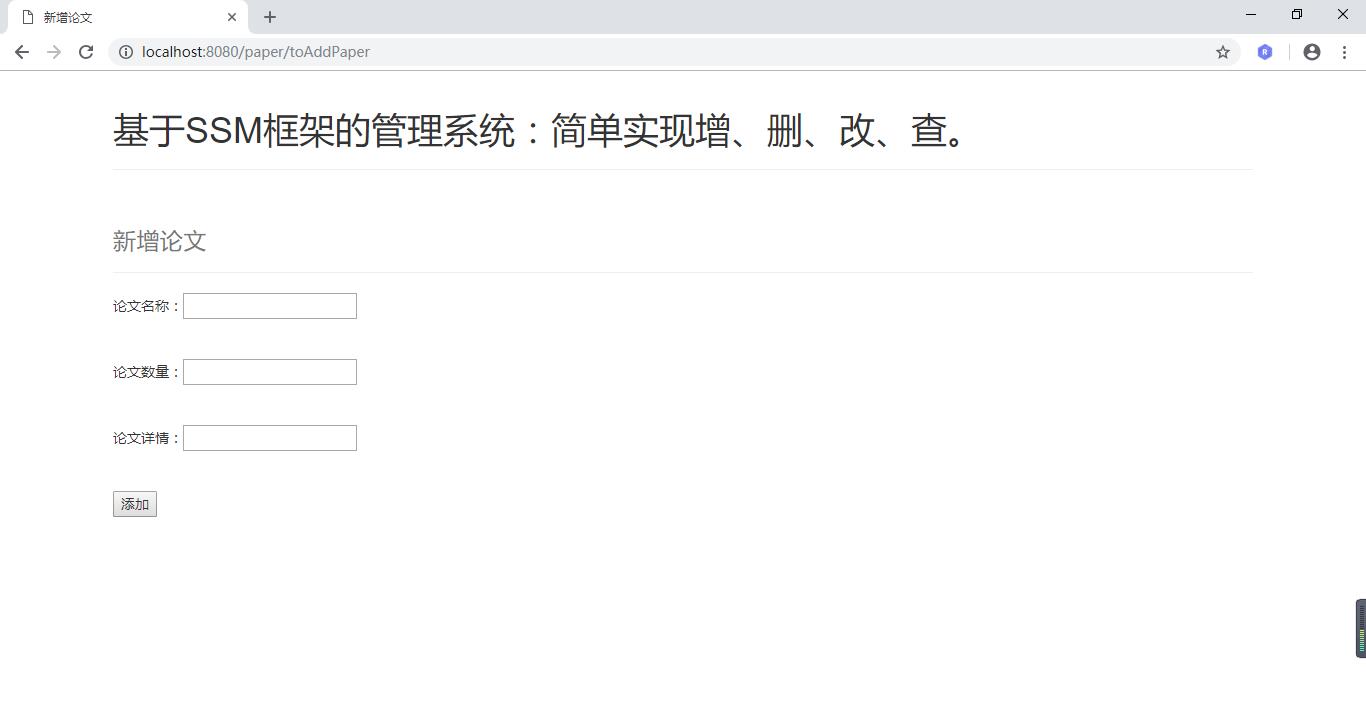 新增论文
localhost:8080/paper/toAddPaper
基于SSM框架的管理系统：简单实现增、删、改、查。
新增论文
论文名称：
论文数量：
论文详情：
添加